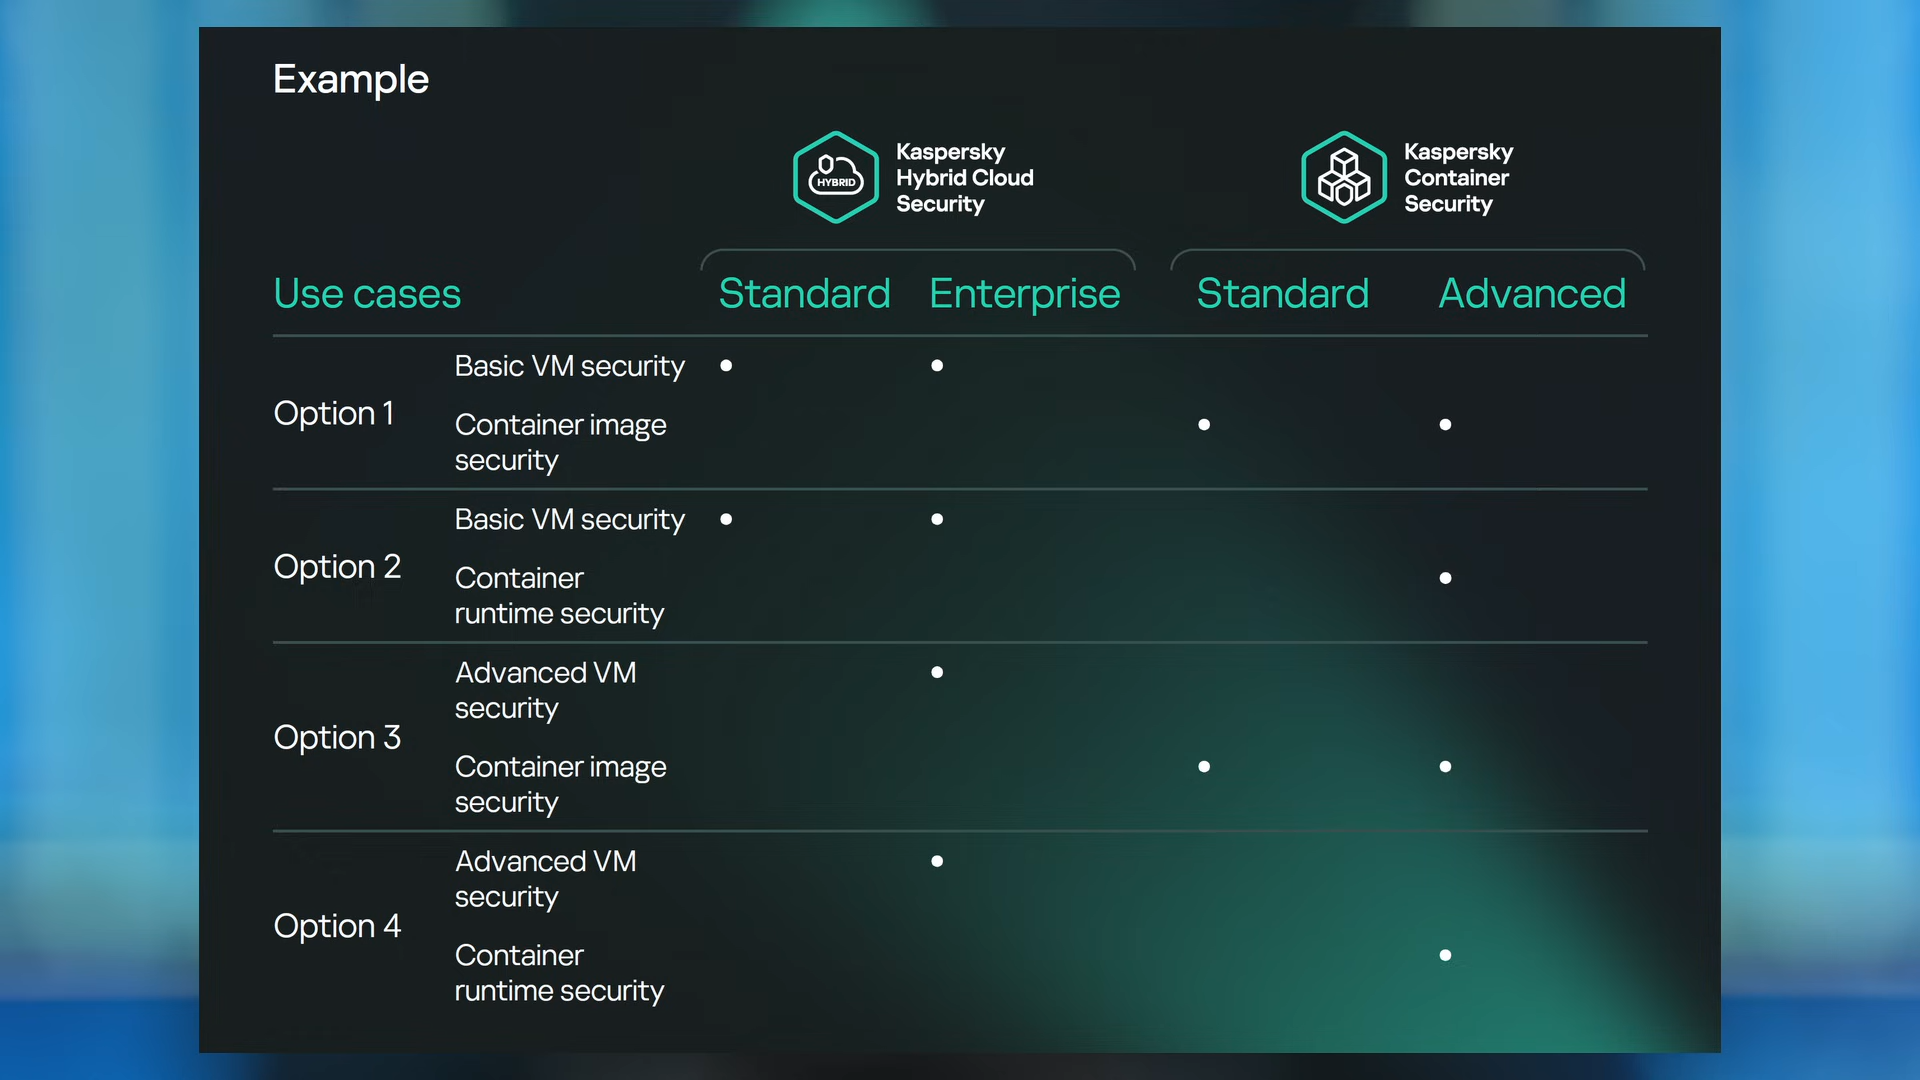 Example
HYBRID
Kaspersky
Hybrid Cloud
Security
Kaspersky
Container
Security
Use cases
Standard
Enterprise
Standard
Advanced
Option 1
Basic VM security
Container image
security
Option 2
Basic VM security
Container
runtime security
Option 3
Advanced VM
security
Container image
security
Option 4
Advanced VM
security
Container
runtime security